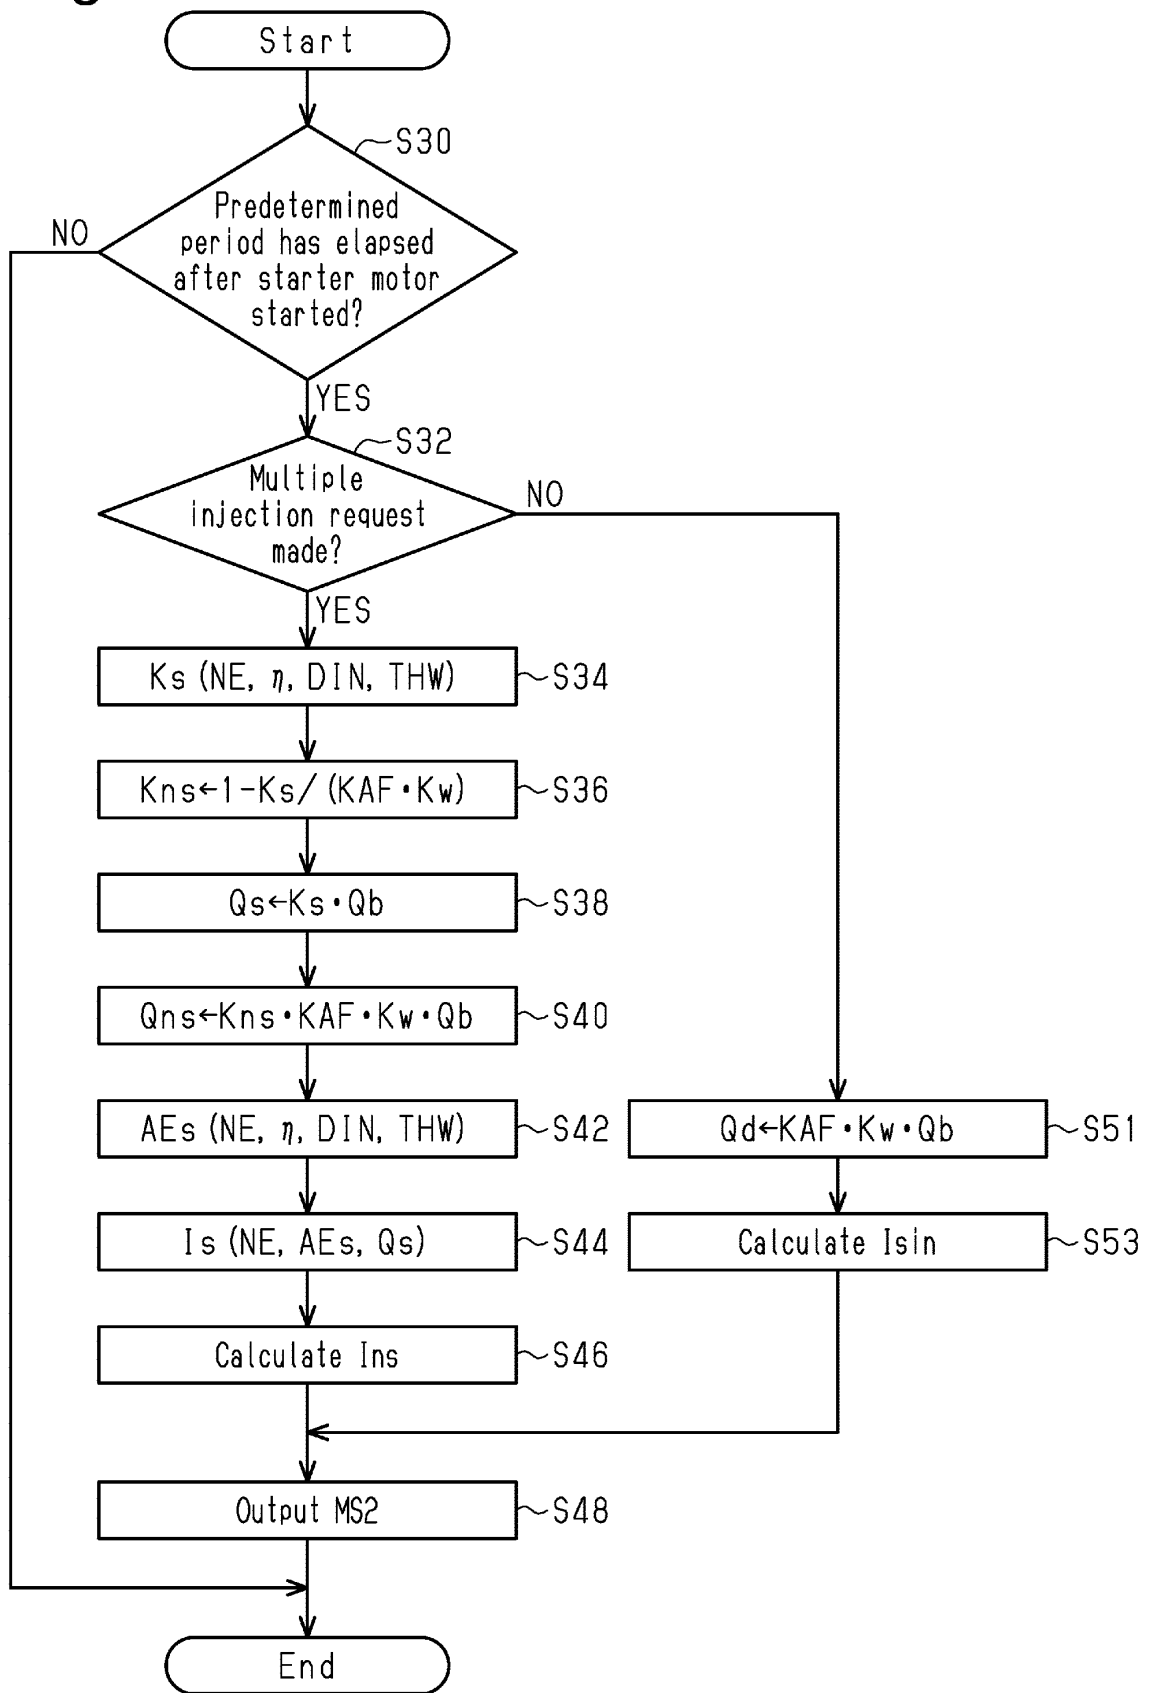 Start
S30
Predetermined
period has elapsed
after starter motor
started?
NO
YES
S32
Multiple
injection request
made?
NO
YES
Ks (NE, η, DIN, THW)
S34
Kns←1-Ks/(KAF・Kw)
S36
Qs←Ks・Qb
S38
Qns←Kns・KAF・Kw・Qb
S40
AEs (NE, η, DIN, THW)
S42
Qd←KAF・Kw・Qb
S51
Is (NE, AEs, Qs)
S44
Calculate Isin
S53
Calculate Ins
S46
Output MS2
S48
End